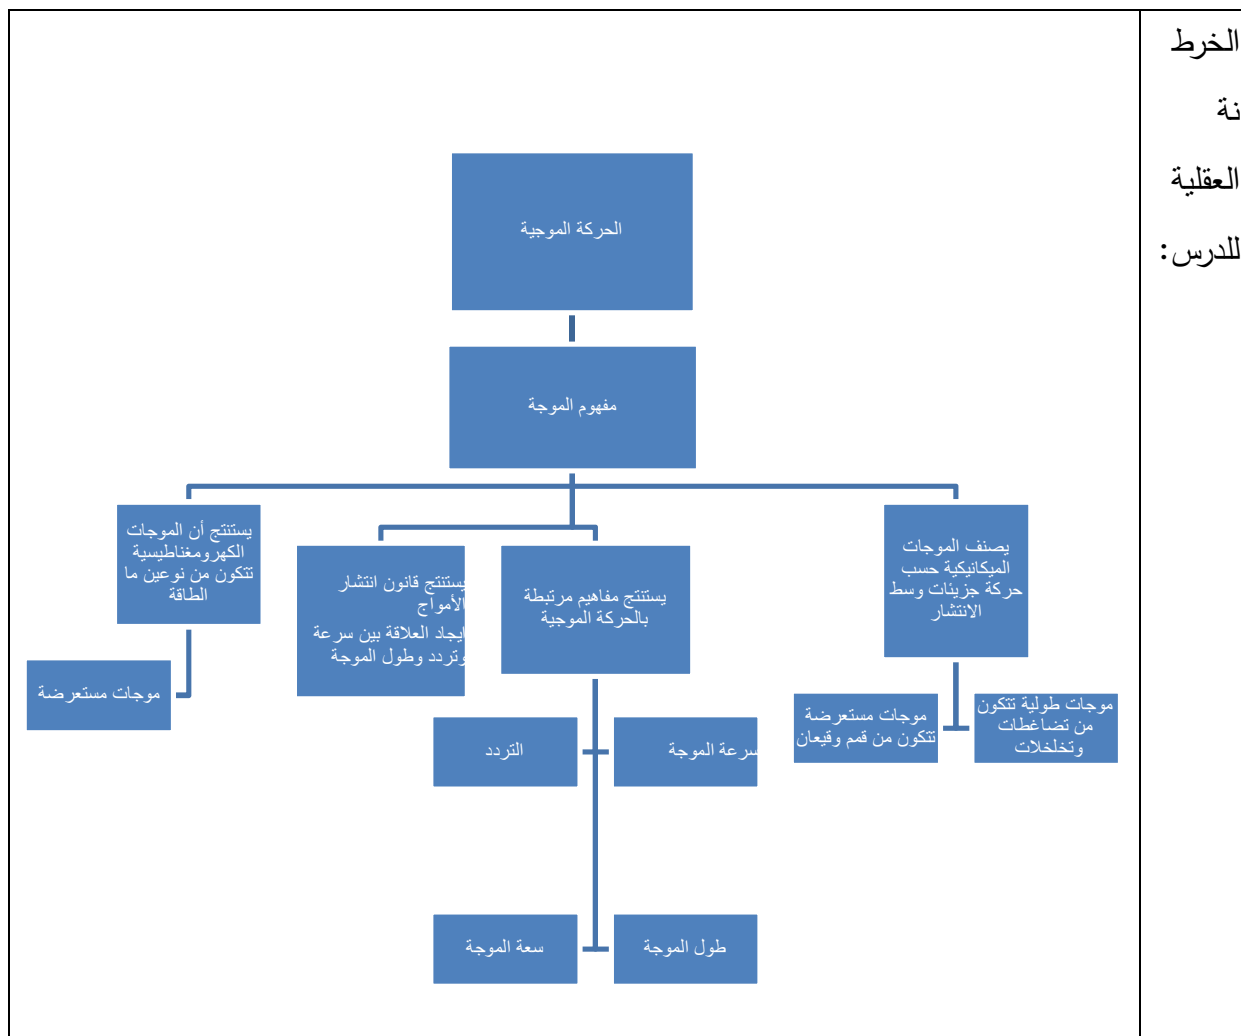 الخرط
نة
العقلية
للدرس:
الحركة الموجية
مفهوم الموجة
يصنف الموجات
الميكانيكية حسب
حركة جزيئات وسط
الانتشار
موجات طولية تتكون
من تضاغطات
وتخلخلات
موجات مستعرضة
تتكون من قمم وقيعان
يستنتج مفاهيم مرتبطة
بالحركة الموجية
سرعة الموجة
التردد
طول الموجة
سعة الموجة
يستنتج قانون انتشار
الأمواج
ايجاد العلاقة بين سرعة
وتردد وطول الموجة
يستنتج أن الموجات
الكهرومغناطيسية
تتكون من نوعين ما
الطاقة
موجات مستعرضة